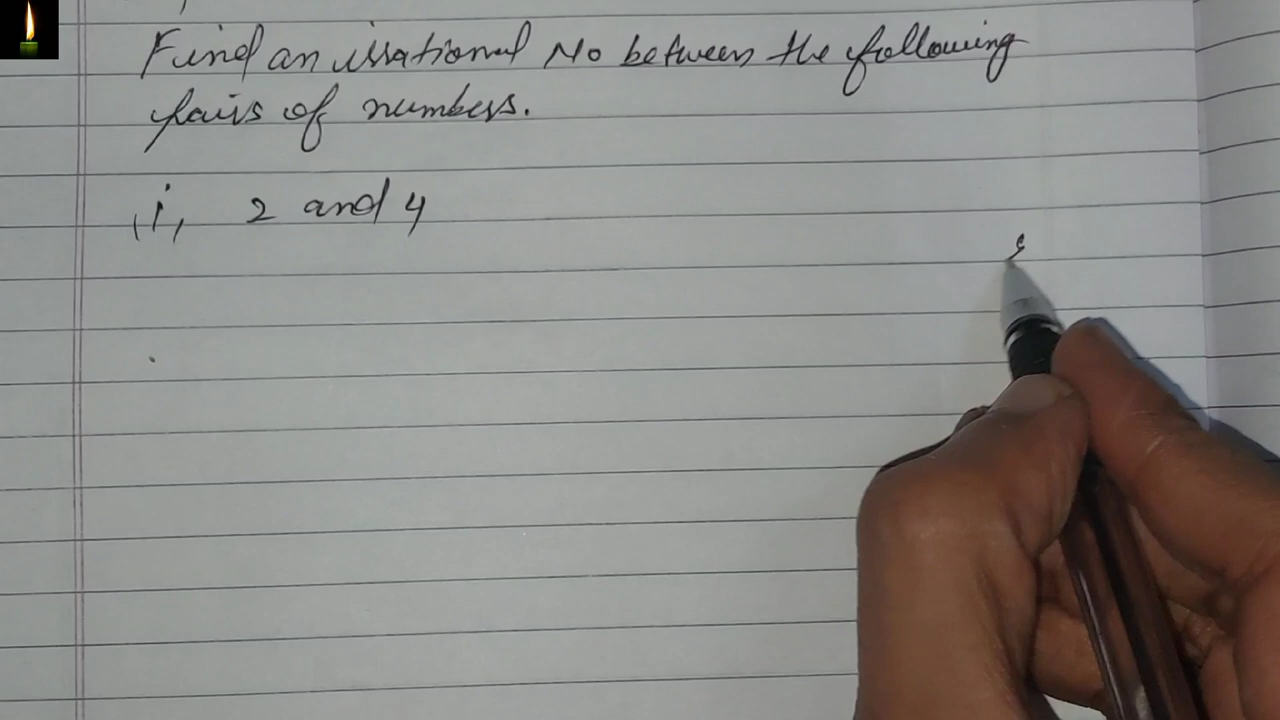 Find an irrational No between the following
pairs of numbers.
(i, 2 and 4